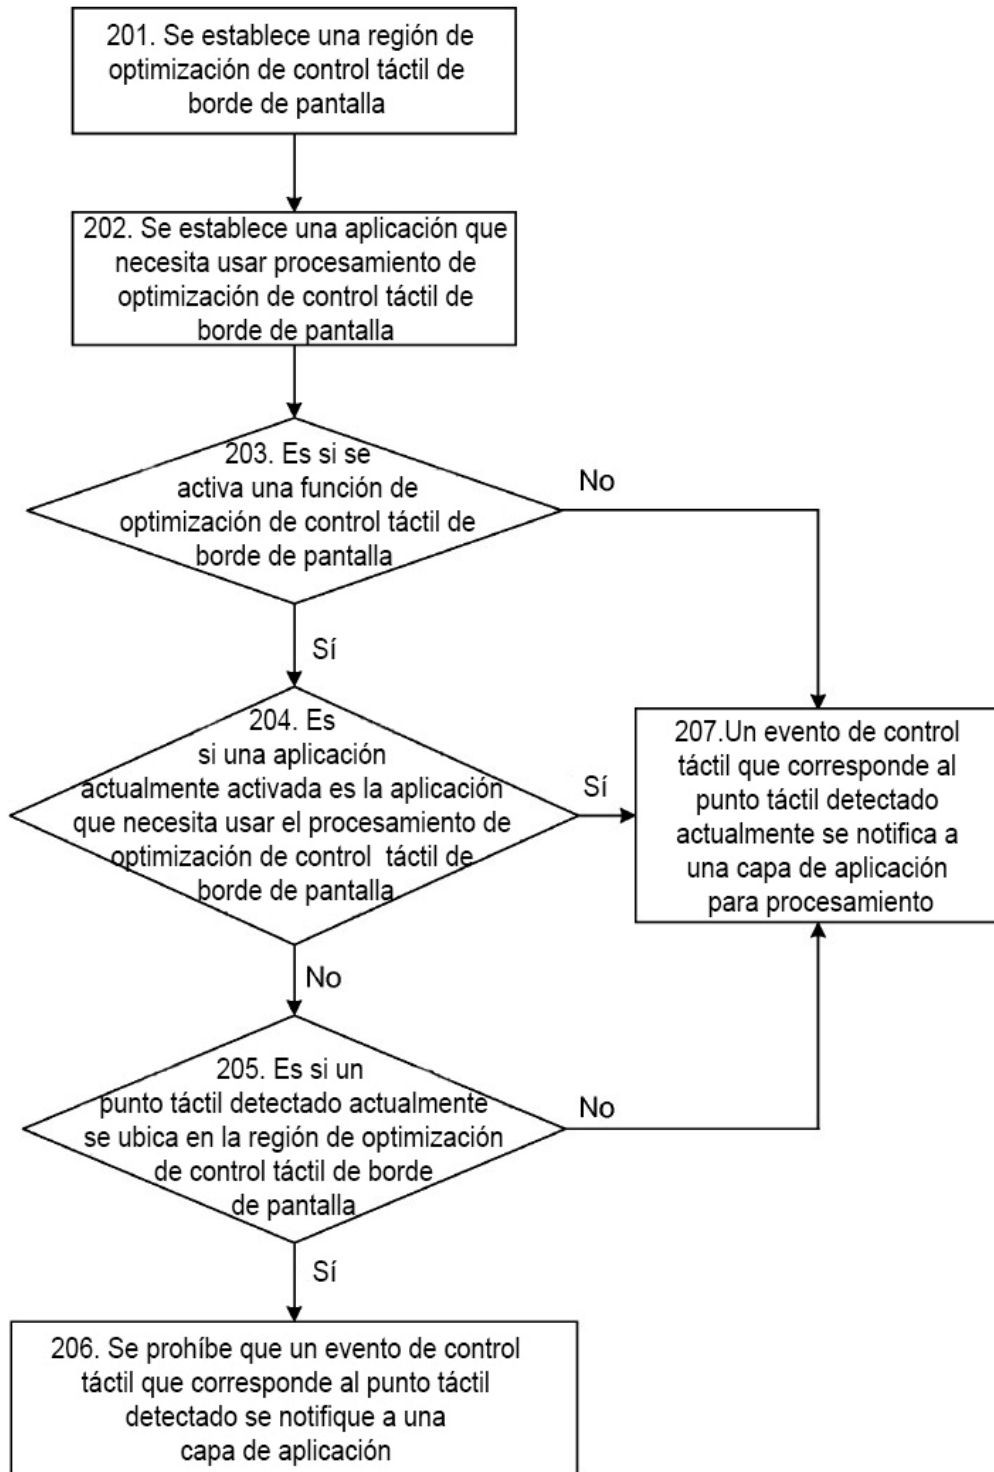 201. Se establece una región de
optimización de control táctil de
borde de pantalla
202. Se establece una aplicación que
necesita usar procesamiento de
optimización de control táctil de
borde de pantalla
203. Es si se
activa una función de
optimización de control táctil de
borde de pantalla
No
Sí
204. Es
si una aplicación
actualmente activada es la aplicación
que necesita usar el procesamiento de
optimización de control táctil de
borde de pantalla
Sí
207.Un evento de control
táctil que corresponde al
punto táctil detectado
actualmente se notifica a
una capa de aplicación
para procesamiento
No
205. Es si un
punto táctil detectado actualmente
se ubica en la región de optimización
de control táctil de borde
de pantalla
No
Sí
206. Se prohíbe que un evento de control
táctil que corresponde al punto táctil
detectado se notifique a una
capa de aplicación